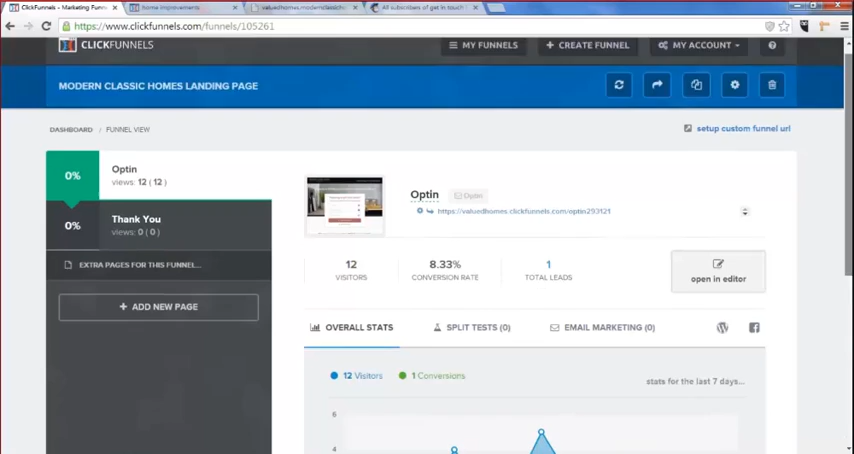 ClickFunnels - Marketing Funn
home improvements
valuedhomes.modernclassich
All subscribers of get in touch
https://www.clickfunnels.com/funnels/105261
CLICKFUNNELS
MY FUNNELS
+ CREATE FUNNEL
MY ACCOUNT
?
MODERN CLASSIC HOMES LANDING PAGE
DASHBOARD / FUNNEL VIEW
setup custom funnel url
0%
Optin
views: 12 ( 12 )
0%
Thank You
views: 0 ( 0 )
EXTRA PAGES FOR THIS FUNNEL...
+ ADD NEW PAGE
Optin
Optin
https://valuedhomes.clickfunnels.com/optin293121
12
VISITORS
8.33%
CONVERSION RATE
1
TOTAL LEADS
open in editor
OVERALL STATS
SPLIT TESTS (0)
EMAIL MARKETING (0)
12 Visitors
1 Conversions
stats for the last 7 days...
6
4